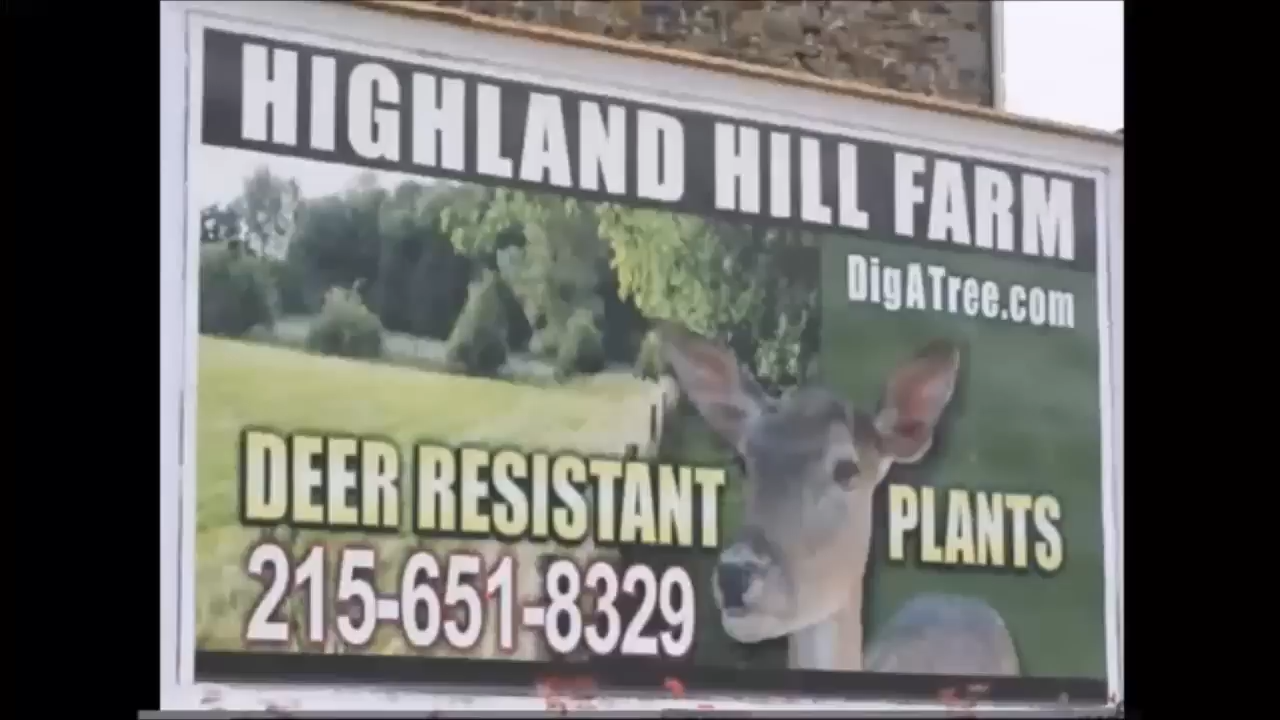 HIGHLAND HILL FARM
DigATree.com
DEER RESISTANT PLANTS
215-651-8329